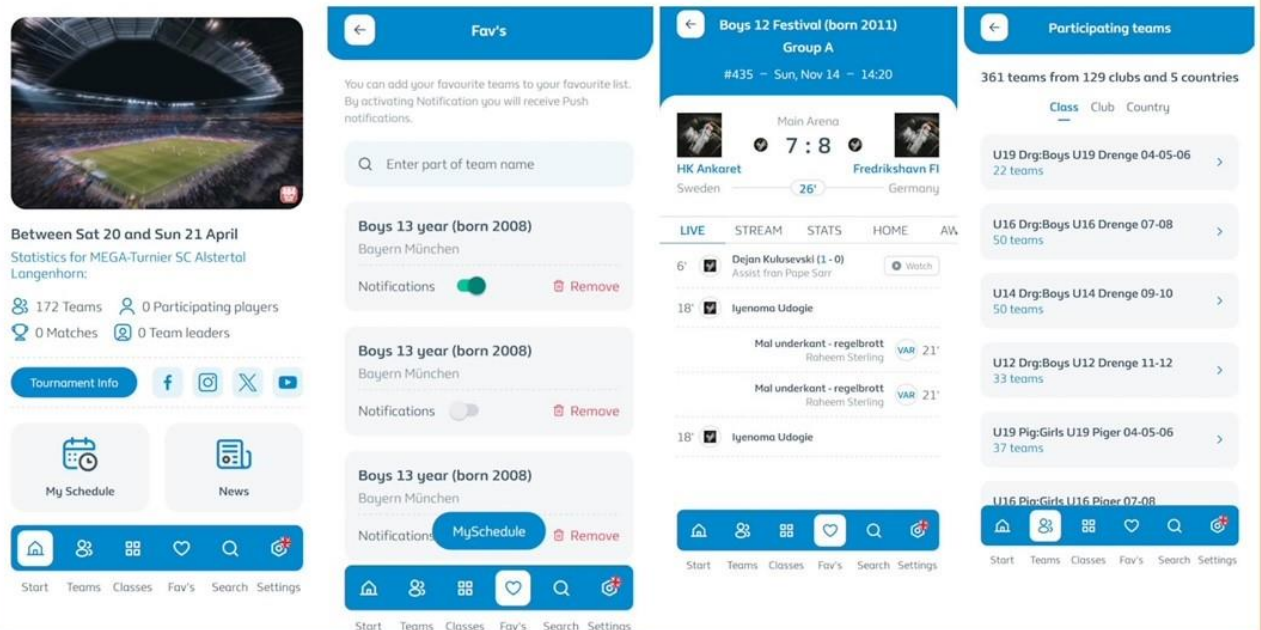 Between Sat 20 and Sun 21 April
Statistics for MEGA-Turnier SC Alstertal
Langenhorn:
172 Teams
0 Participating players
0 Matches
0 Team leaders
Tournament Info
My Schedule
News
Start
Teams
Classes
Fav's
Search
Settings
Fav's
You can add your favourite teams to your favourite list.
By activating Notification you will receive Push
notifications.
Enter part of team name
Boys 13 year (born 2008)
Bayern München
Notifications
Remove
Boys 13 year (born 2008)
Bayern München
Notifications
Remove
Boys 13 year (born 2008)
Bayern München
Notifications
MySchedule
Remove
Start
Teams
Classes
Fav's
Search
Settings
Boys 12 Festival (born 2011)
Group A
#435 – Sun, Nov 14 – 14:20
Main Arena
7 : 8
HK Ankaret
Fredrikshavn FI
Sweden
26'
Germany
LIVE
STREAM
STATS
HOME
AW
6'
Dejan Kulusevski (1 - 0)
Assist fran Pape Sarr
Watch
18'
Iyenoma Udogie
Mal underkant - regelbrott
Raheem Sterling
VAR
21'
Mal underkant - regelbrott
Raheem Sterling
VAR
21'
18'
Iyenoma Udogie
Start
Teams
Classes
Fav's
Search
Settings
Participating teams
361 teams from 129 clubs and 5 countries
Class
Club
Country
U19 Drg:Boys U19 Drenge 04-05-06
22 teams
U16 Drg:Boys U16 Drenge 07-08
50 teams
U14 Drg:Boys U14 Drenge 09-10
50 teams
U12 Drg:Boys U12 Drenge 11-12
33 teams
U19 Pig:Girls U19 Piger 04-05-06
37 teams
U16 Pig:Girls U16 Piger 07-08
Start
Teams
Classes
Fav's
Search
Settings